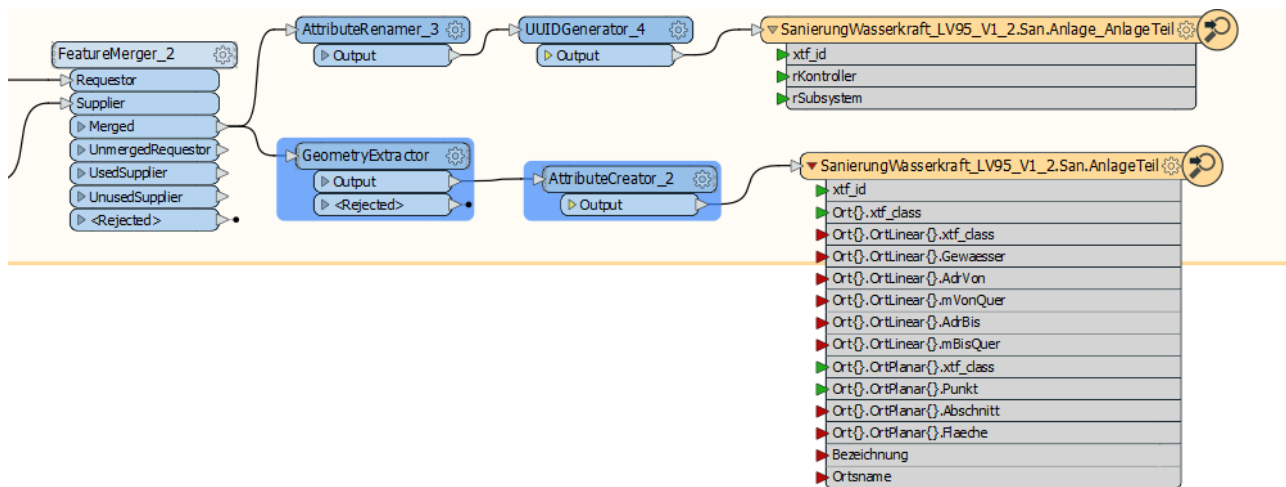 FeatureMerger_2
Requestor
Supplier
Merged
UnmergedRequestor
UsedSupplier
UnusedSupplier
<Rejected>
AttributeRenamer_3
Output
UUIDGenerator_4
Output
SanierungWasserkraft_LV95_V1_2.San.Anlage_AnlageTeil
xtf_id
rKontroller
rSubsystem
GeometryExtractor
Output
<Rejected>
AttributeCreator_2
Output
SanierungWasserkraft_LV95_V1_2.San.AnlageTeil
xtf_id
Ort{}.xtf_class
Ort{}.OrtLinear{}.xtf_class
Ort{}.OrtLinear{}.Gewaesser
Ort{}.OrtLinear{}.AdrVon
Ort{}.OrtLinear{}.mVonQuer
Ort{}.OrtLinear{}.AdrBis
Ort{}.OrtLinear{}.mBisQuer
Ort{}.OrtPlanar{}.xtf_class
Ort{}.OrtPlanar{}.Punkt
Ort{}.OrtPlanar{}.Abschnitt
Ort{}.OrtPlanar{}.Flaeche
Bezeichnung
Ortsname